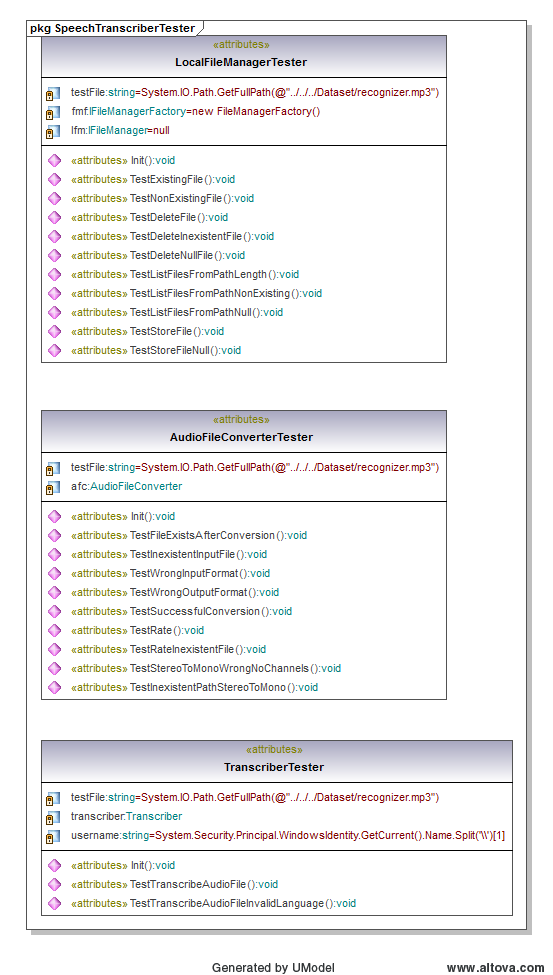 pkg SpeechTranscriberTester
«attributes»
LocalFileManagerTester
testFile:string=System.IO.Path.GetFullPath(@"../../../Dataset/recognizer.mp3")
fmf:IFileManagerFactory=new FileManagerFactory()
lfm:IFileManager=null
«attributes» Init():void
«attributes» TestExistingFile():void
«attributes» TestNonExistingFile():void
«attributes» TestDeleteFile():void
«attributes» TestDeleteInexistentFile():void
«attributes» TestDeleteNullFile():void
«attributes» TestListFilesFromPathLength():void
«attributes» TestListFilesFromPathNonExisting():void
«attributes» TestListFilesFromPathNull():void
«attributes» TestStoreFile():void
«attributes» TestStoreFileNull():void
«attributes»
AudioFileConverterTester
testFile:string=System.IO.Path.GetFullPath(@"../../../Dataset/recognizer.mp3")
afc:AudioFileConverter
«attributes» Init():void
«attributes» TestFileExistsAfterConversion():void
«attributes» TestInexistentInputFile():void
«attributes» TestWrongInputFormat():void
«attributes» TestWrongOutputFormat():void
«attributes» TestSuccessfulConversion():void
«attributes» TestRate():void
«attributes» TestRateInexistentFile():void
«attributes» TestStereoToMonoWrongNoChannels():void
«attributes» TestInexistentPathStereoToMono():void
«attributes»
TranscriberTester
testFile:string=System.IO.Path.GetFullPath(@"../../../Dataset/recognizer.mp3")
transcriber:Transcriber
username:string=System.Security.Principal.WindowsIdentity.GetCurrent().Name.Split('\\')[1]
«attributes» Init():void
«attributes» TestTranscribeAudioFile():void
«attributes» TestTranscribeAudioFileInvalidLanguage():void
Generated by UModel
www.altova.com